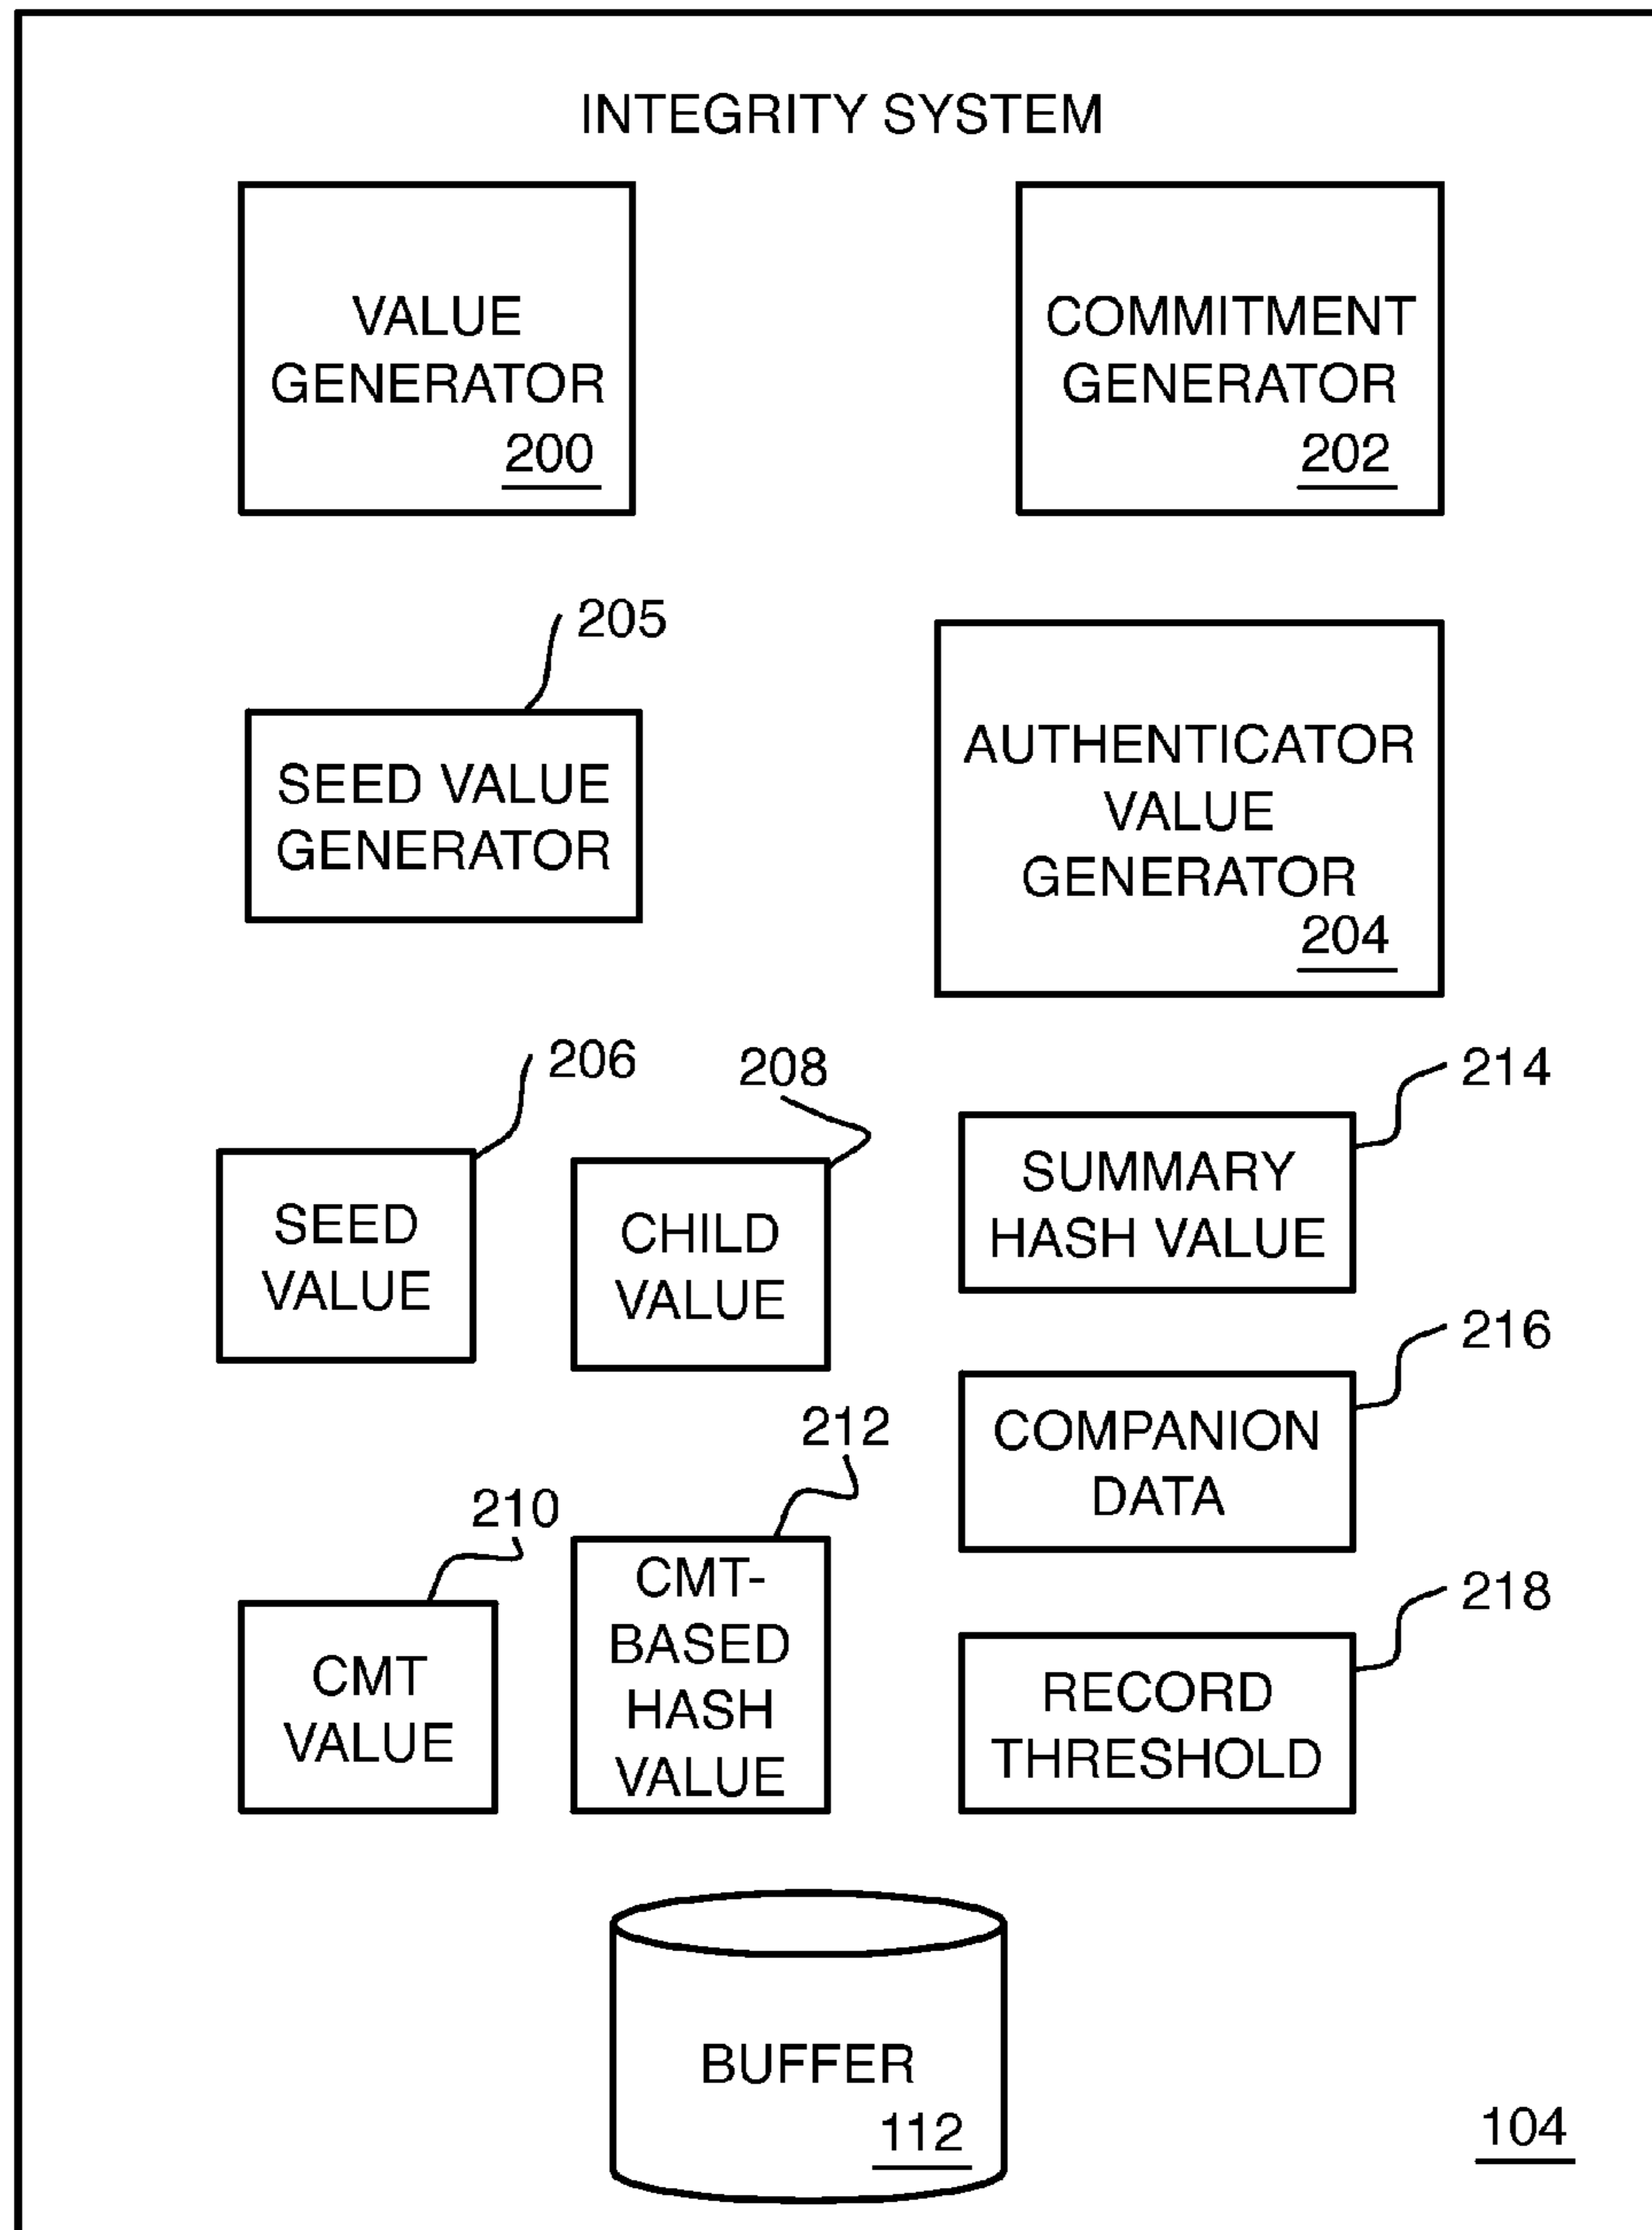 INTEGRITY SYSTEM
VALUE
GENERATOR
200
COMMITMENT
GENERATOR
202
205
SEED VALUE
GENERATOR
AUTHENTICATOR
VALUE
GENERATOR
204
206
SEED
VALUE
208
CHILD
VALUE
214
SUMMARY
HASH VALUE
216
COMPANION
DATA
210
CMT
VALUE
212
CMT-
BASED
HASH
VALUE
218
RECORD
THRESHOLD
BUFFER
112
104